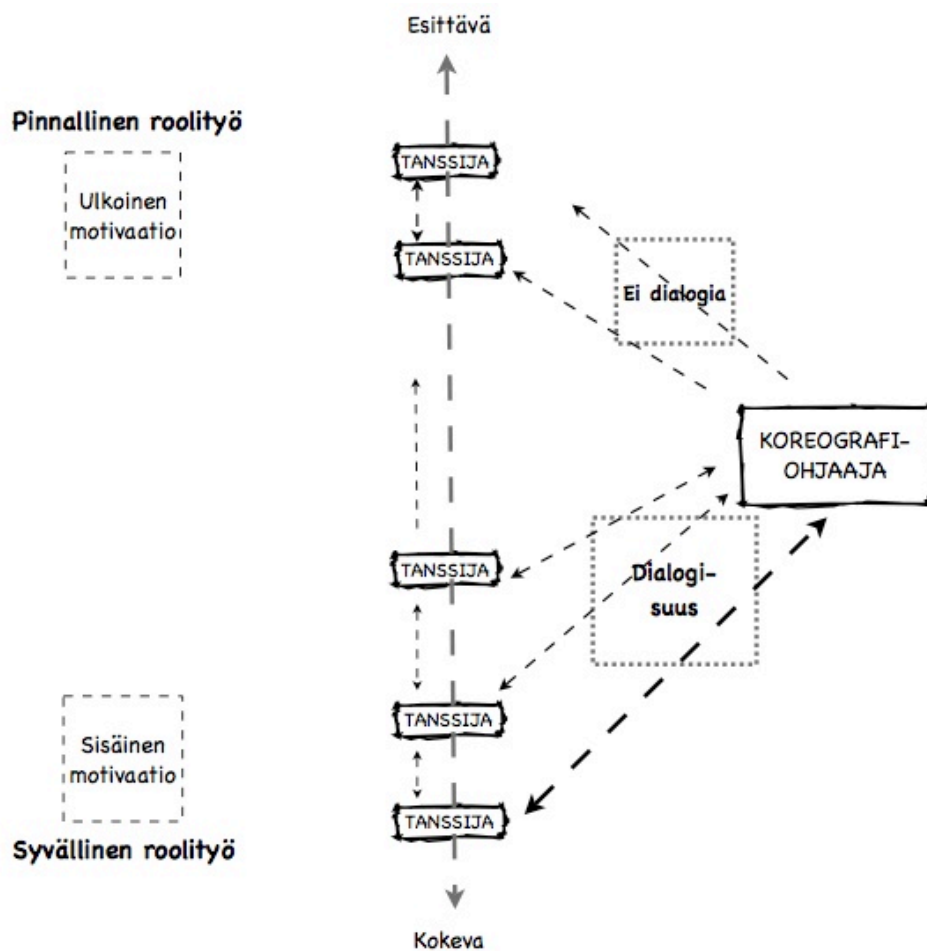 Esittävä
Pinnallinen roolityö
TANSSIJA
Ulkoinen
motivaatio
TANSSIJA
Ei dialogia
KOREOGRAFI-
OHJAAJA
TANSSIJA
Dialogi-
suus
TANSSIJA
Sisäinen
motivaatio
TANSSIJA
Syvällinen roolityö
Kokeva